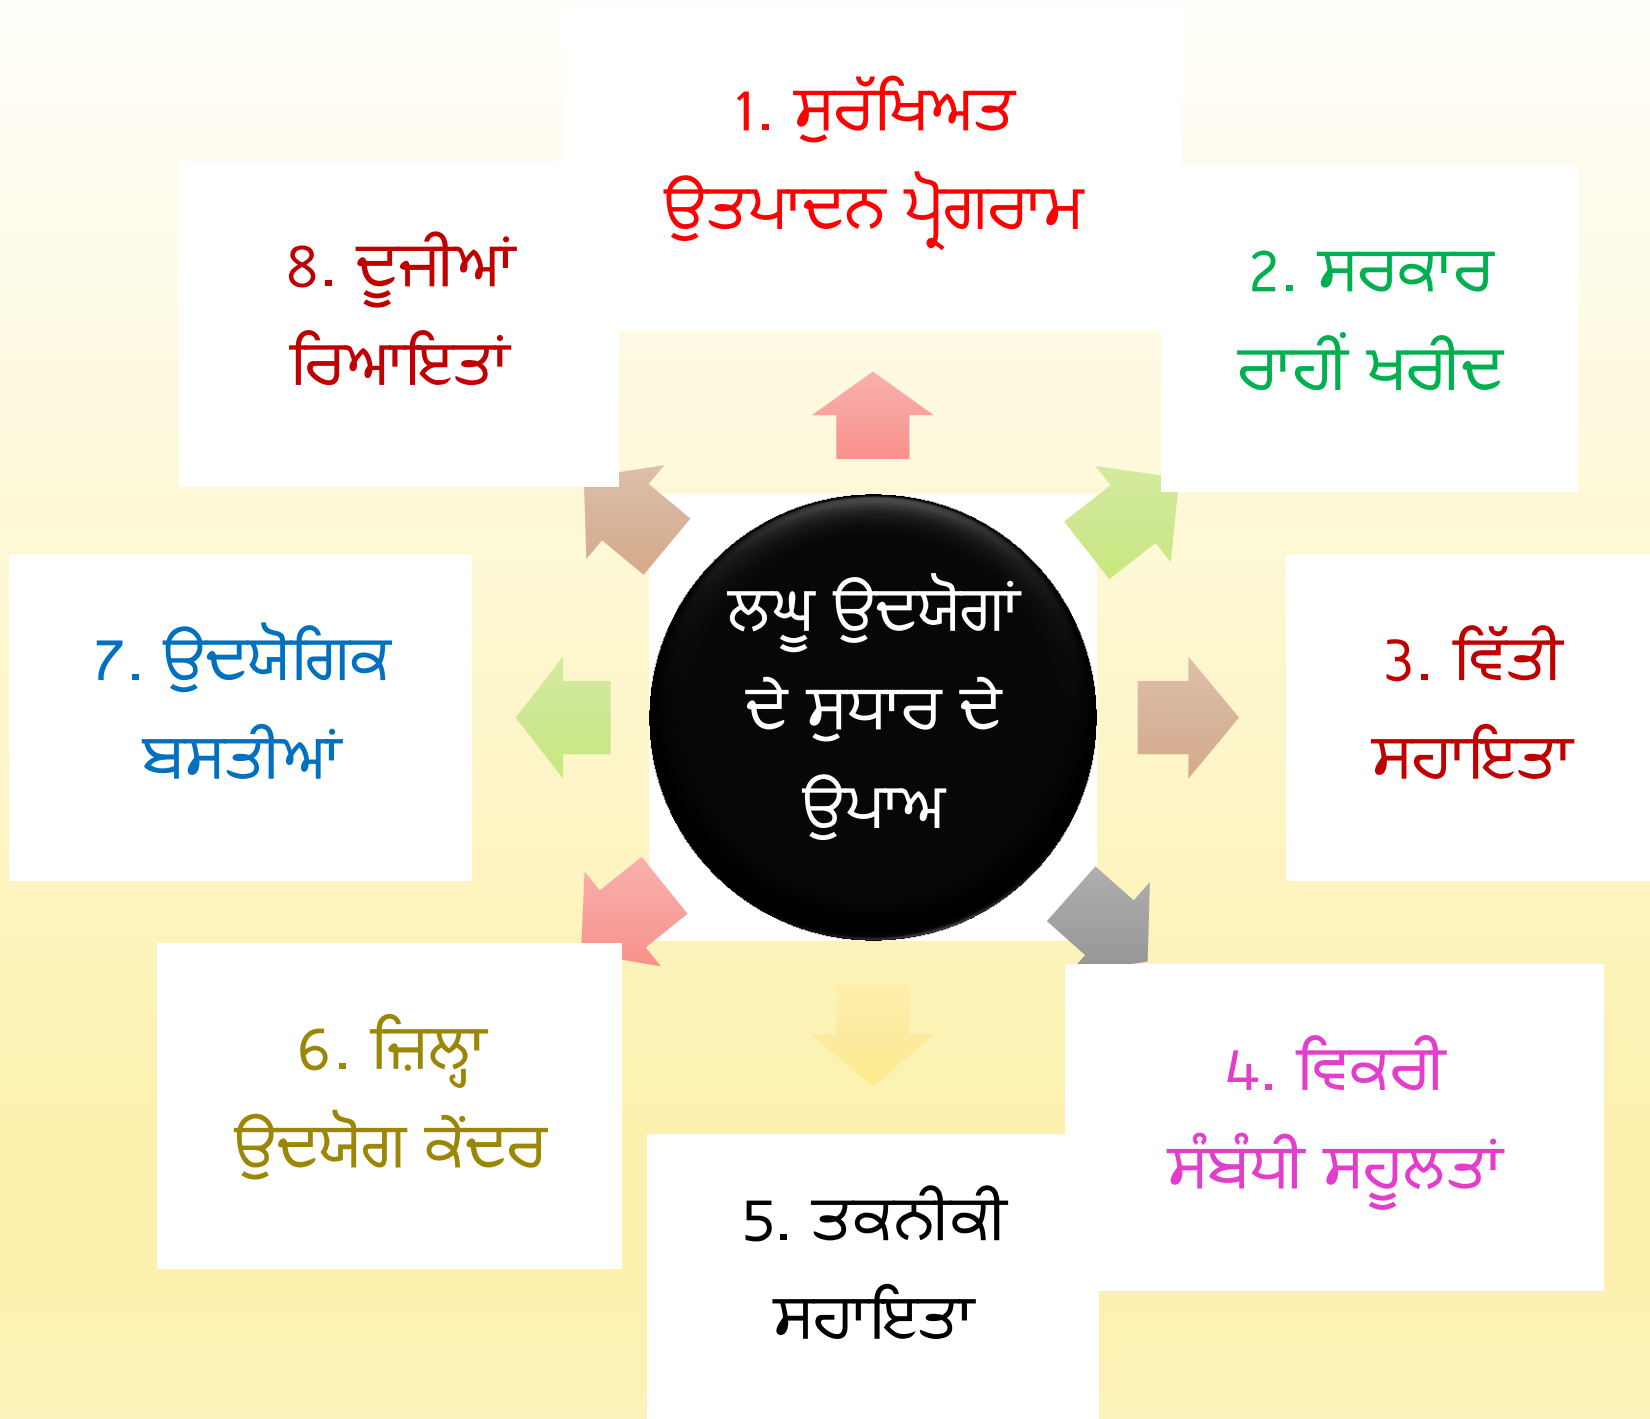 1. ਸੁਰੱਖਿਅਤ
ਉਤਪਾਦਨ ਪ੍ਰੋਗਰਾਮ
2. ਸਰਕਾਰ
ਰਾਹੀਂ ਖਰੀਦ
3. ਵਿੱਤੀ
ਸਹਾਇਤਾ
4. ਵਿਕਰੀ
ਸੰਬੰਧੀ ਸਹੂਲਤਾਂ
5. ਤਕਨੀਕੀ
ਸਹਾਇਤਾ
6. ਜ਼ਿਲ੍ਹਾ
ਉਦਯੋਗ ਕੇਂਦਰ
7. ਉਦਯੋਗਿਕ
ਬਸਤੀਆਂ
8. ਦੂਜੀਆਂ
ਰਿਆਇਤਾਂ
ਲਘੂ ਉਦਯੋਗਾਂ
ਦੇ ਸੁਧਾਰ ਦੇ
ਉਪਾਅ